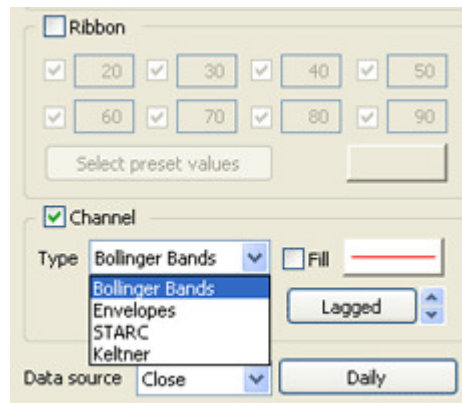 Ribbon
20 30 40 50
60 70 80 90
Select preset values
Channel
Type Bollinger Bands Fill
Bollinger Bands
Envelopes
Lagged
STARC
Keltner
Data source Close Daily